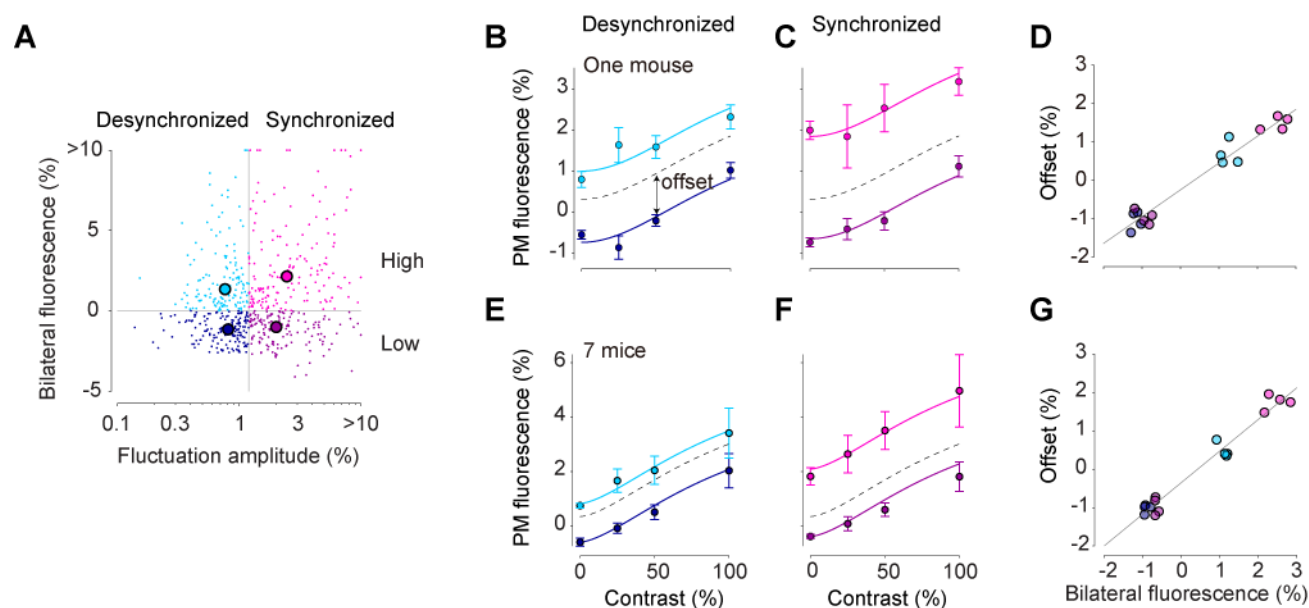 A
Desynchronized Synchronized
Bilateral fluorescence (%)
>10
5
0
-5
High
Low
0.1 0.3 1 3 >10
Fluctuation amplitude (%)
B
Desynchronized
One mouse
PM fluorescence (%)
3
2
1
0
-1
offset
C
Synchronized
D
Offset (%)
3
2
1
0
-1
-2
E
7 mice
PM fluorescence (%)
6
4
2
0
0 50 100
Contrast (%)
F
0 50 100
Contrast (%)
G
Offset (%)
3
2
1
0
-1
-2
-2 -1 0 1 2 3
Bilateral fluorescence (%)